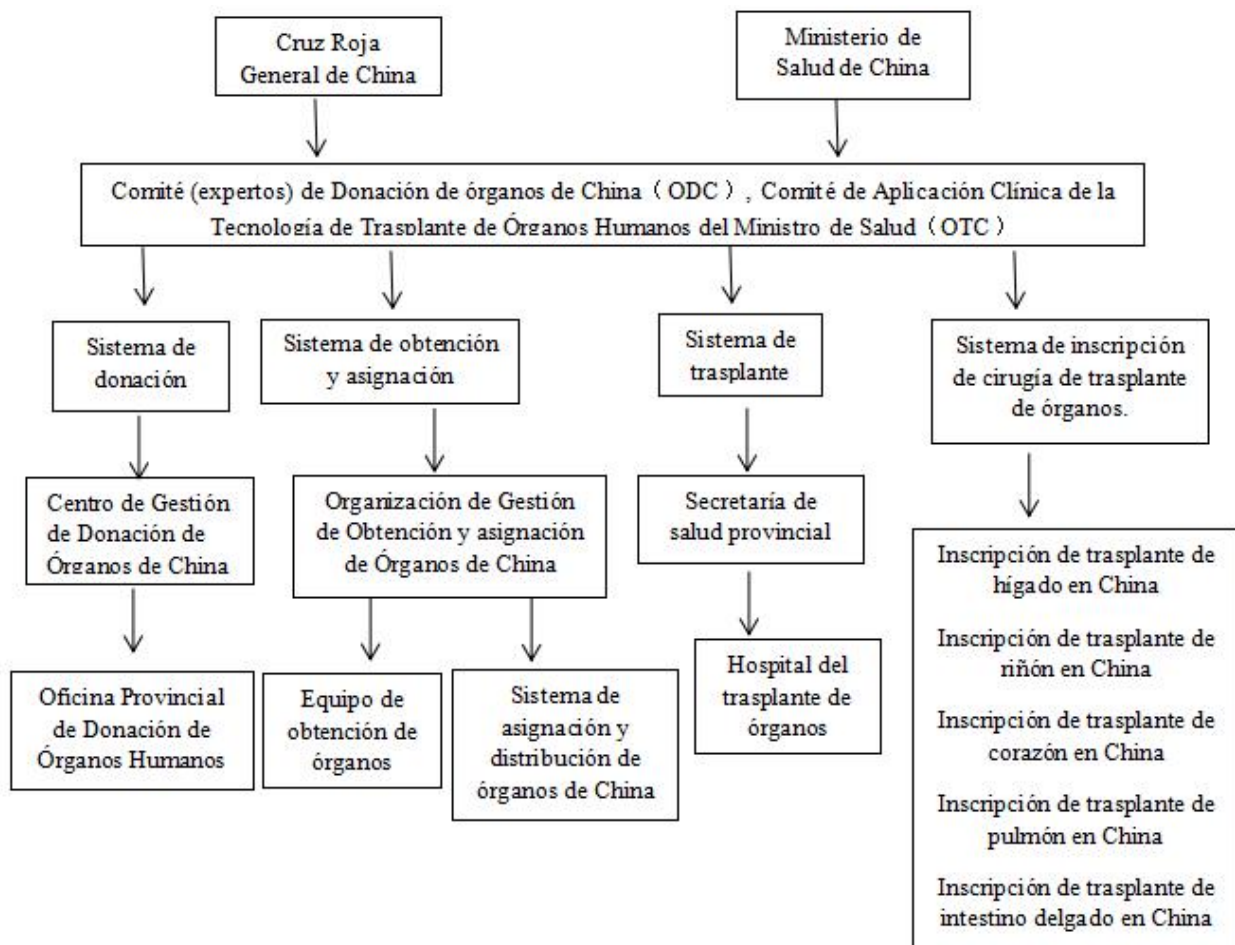 Cruz Roja
General de China
Ministerio de
Salud de China
Comité (expertos) de Donación de órganos de China（ODC）, Comité de Aplicación Clínica de la
Tecnología de Trasplante de Órganos Humanos del Ministro de Salud（OTC）
Sistema de
donación
Sistema de obtención
y asignación
Sistema de
trasplante
Sistema de inscripción
de cirugía de trasplante
de órganos.
Centro de Gestión
de Donación de
Órganos de China
Organización de Gestión
de Obtención y asignación
de Órganos de China
Secretaría de
salud provincial
Inscripción de trasplante de
hígado en China
Inscripción de trasplante de
riñón en China
Inscripción de trasplante de
corazón en China
Inscripción de trasplante de
pulmón en China
Inscripción de trasplante de
intestino delgado en China
Oficina Provincial
de Donación de
Órganos Humanos
Equipo de
obtención de
órganos
Sistema de
asignación y
distribución de
órganos de China
Hospital del
trasplante de
órganos